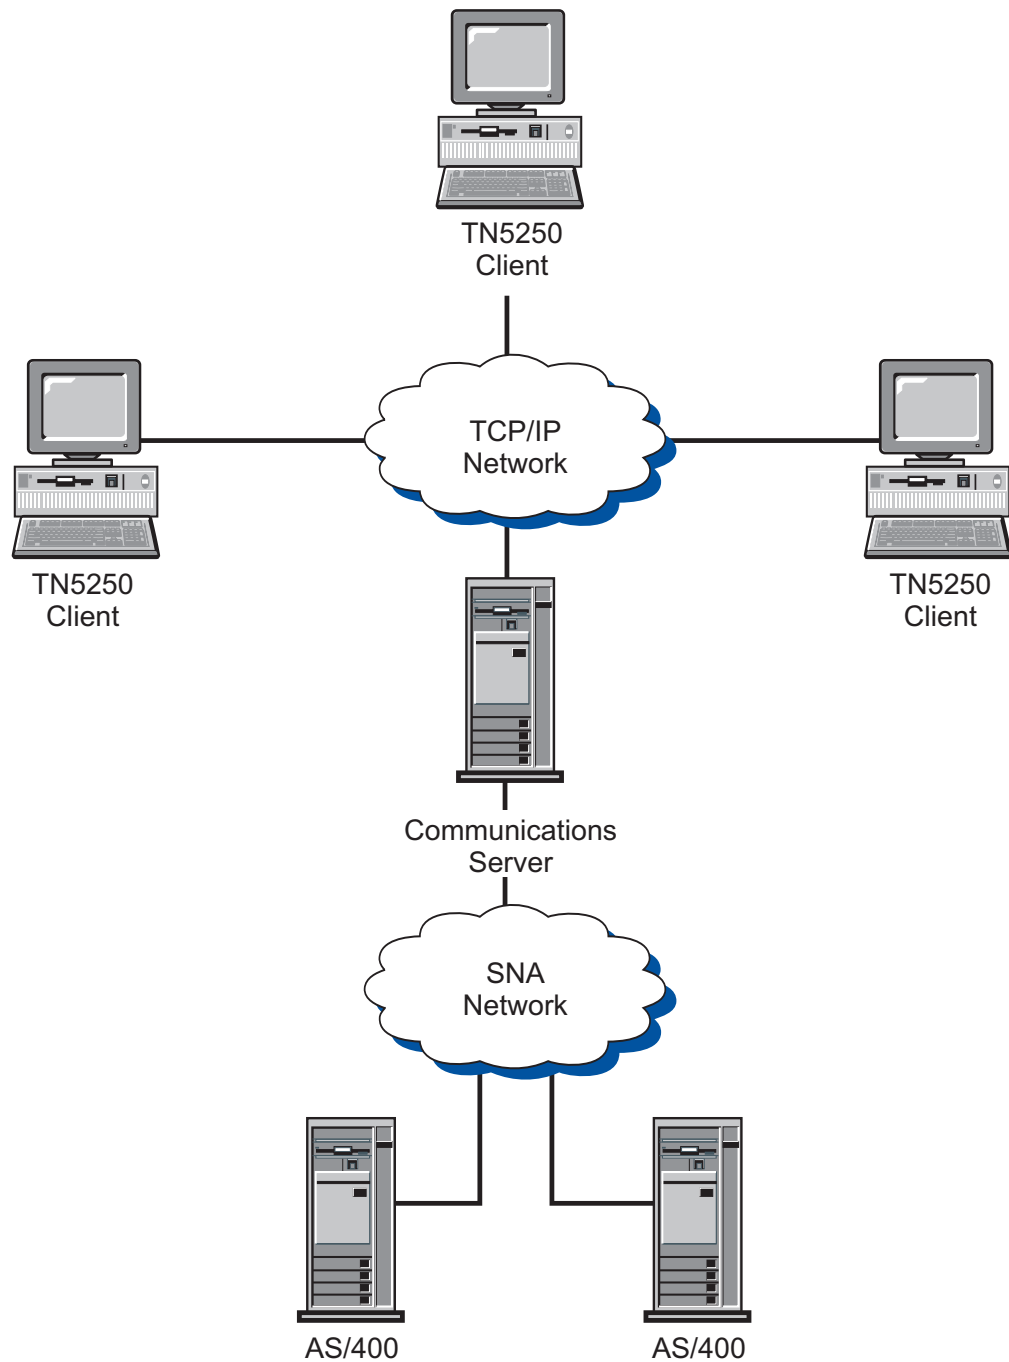 TN5250
Client
TCP/IP
Network
TN5250
Client
TN5250
Client
Communications
Server
SNA
Network
AS/400
AS/400